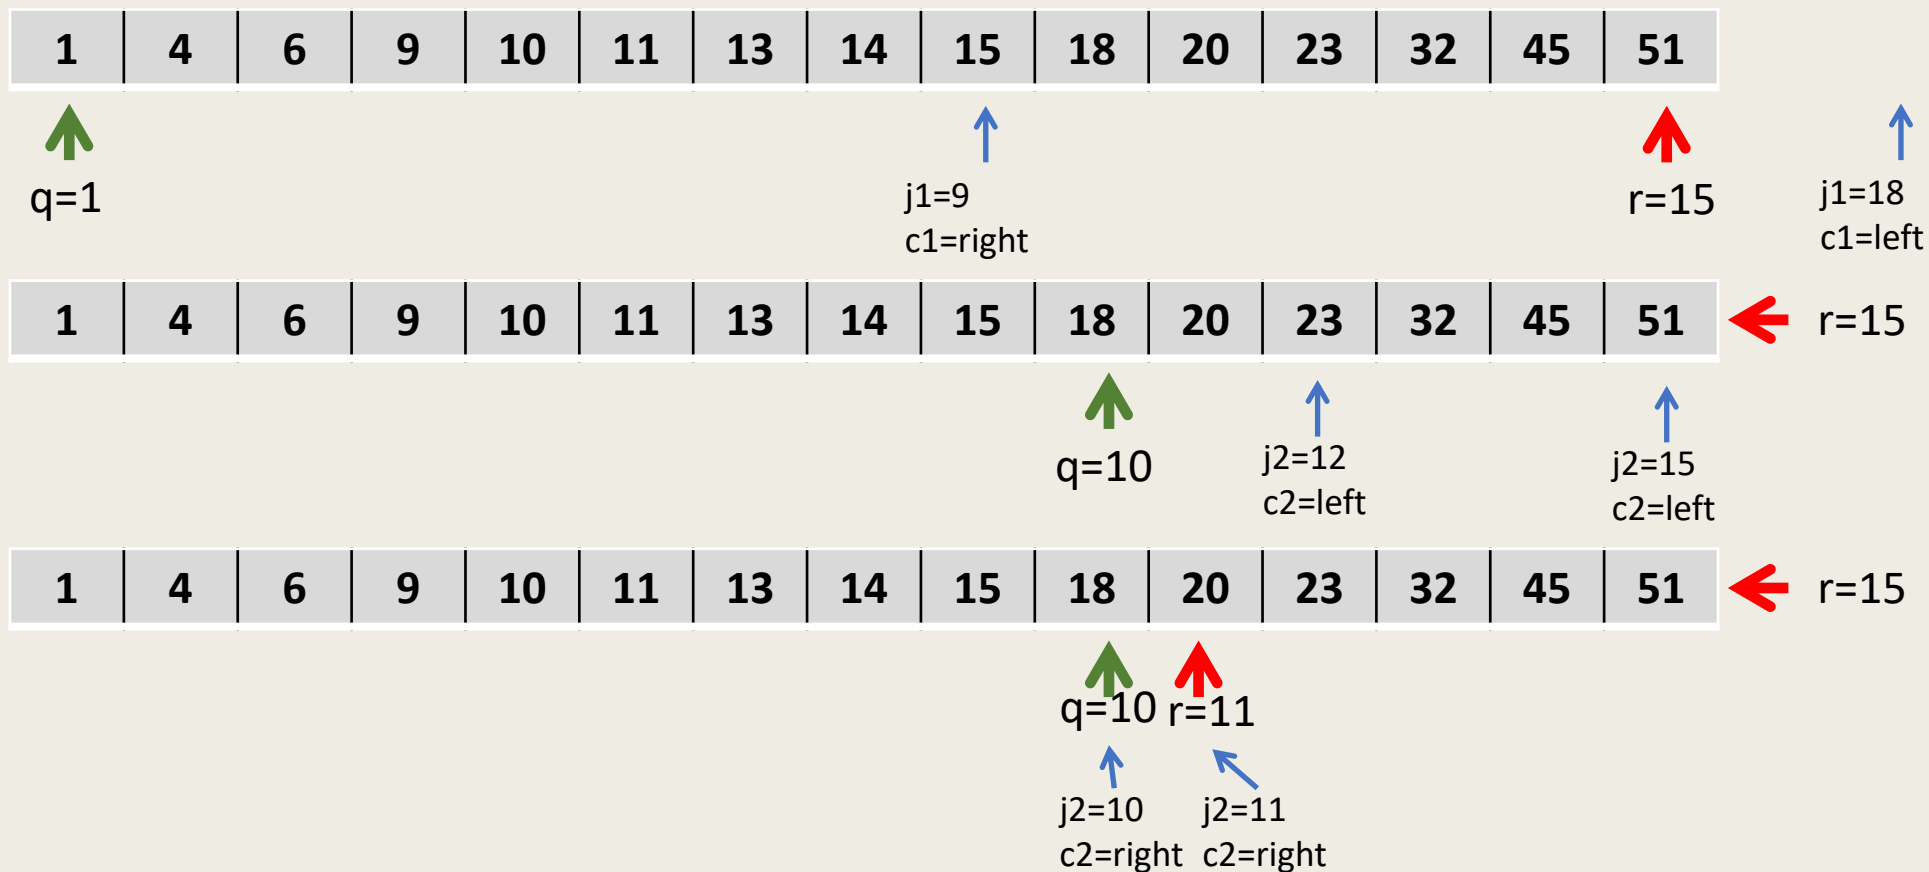 1 4 6 9 10 11 13 14 15 18 20 23 32 45 51
q=1
j1=9
c1=right
r=15
j1=18
c1=left
1 4 6 9 10 11 13 14 15 18 20 23 32 45 51
r=15
q=10
j2=12
c2=left
j2=15
c2=left
1 4 6 9 10 11 13 14 15 18 20 23 32 45 51
r=15
q=10 r=11
j2=10
c2=right
j2=11
c2=right